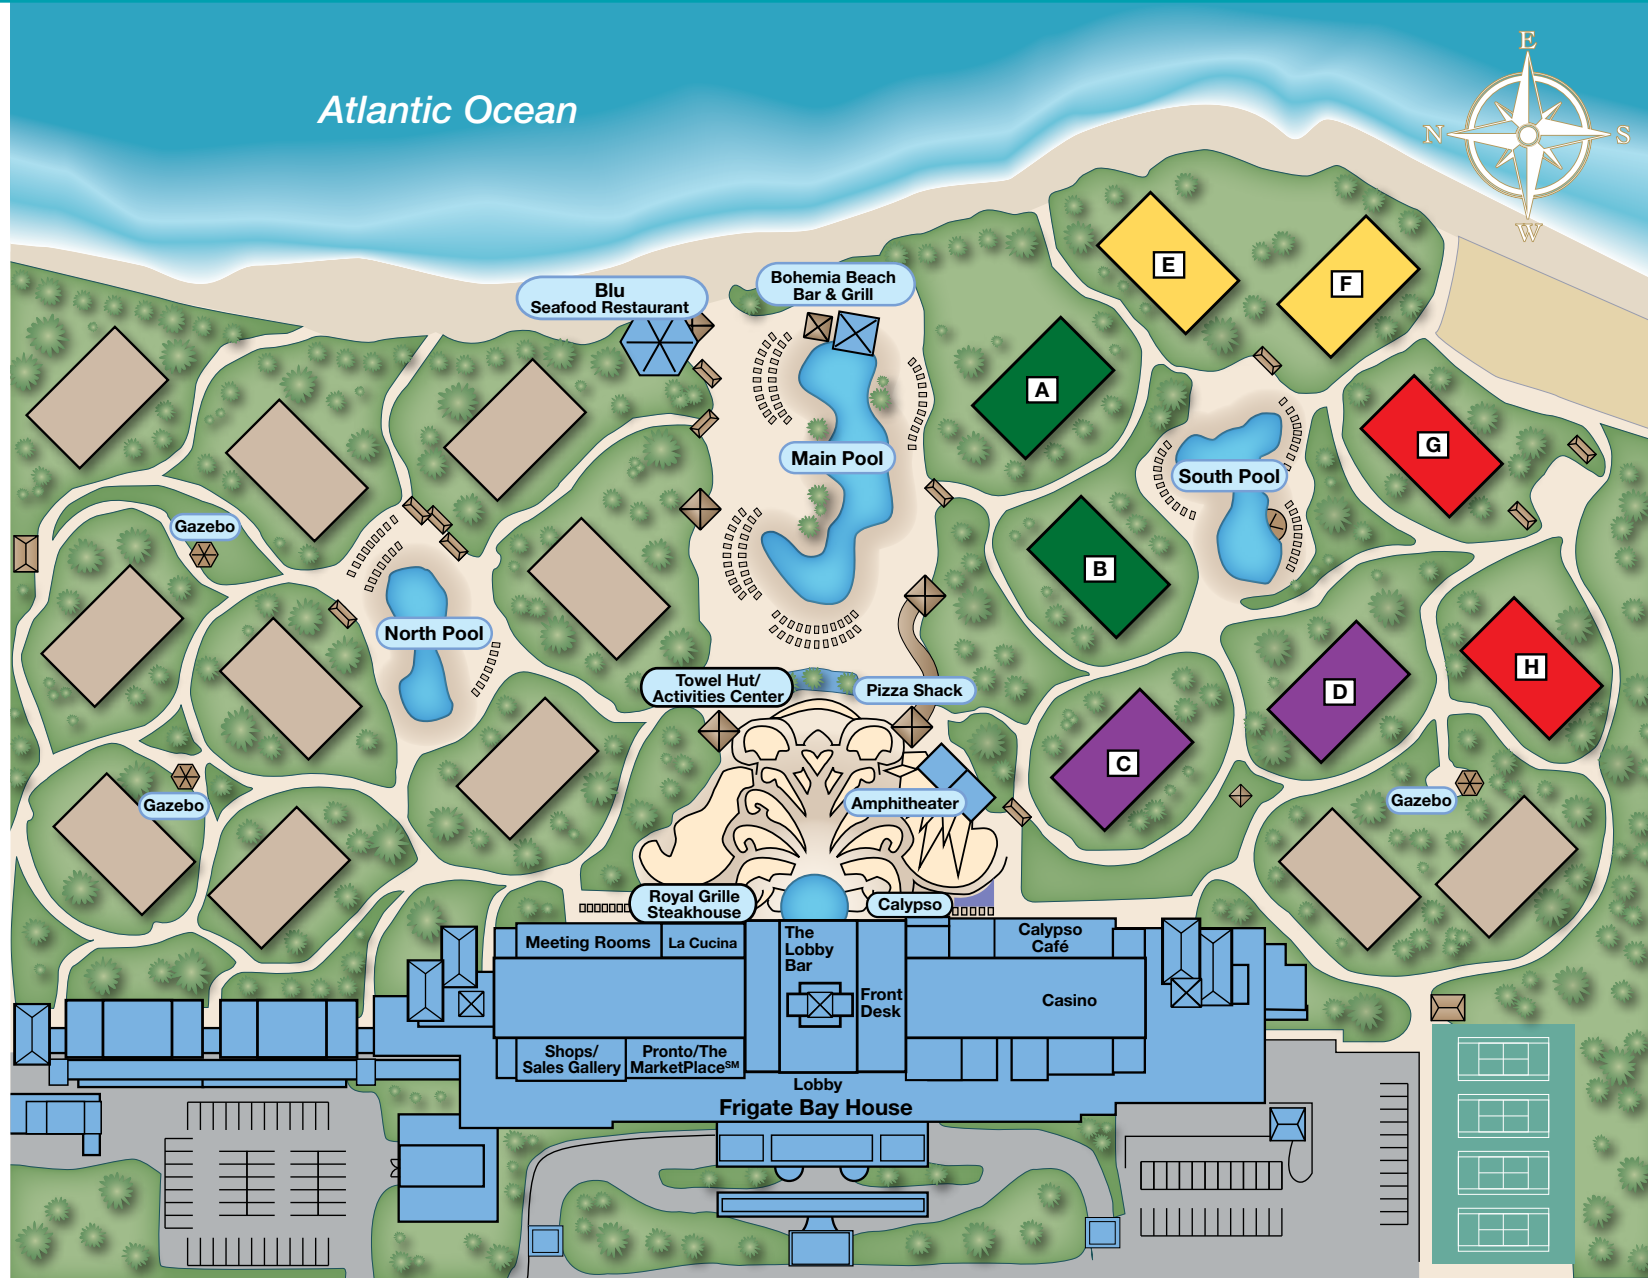 E
Atlantic Ocean
N
S
W
E
F
Blu
Seafood Restaurant
Bohemia Beach
Bar & Grill
A
G
Main Pool
South Pool
Gazebo
B
North Pool
H
Towel Hut/
Activities Center
Pizza Shack
D
C
Gazebo
Amphitheater
Gazebo
Royal Grille
Steakhouse
Calypso
Meeting Rooms
La Cucina
The
Lobby
Bar
Calypso
Café
Front
Desk
Casino
Shops/
Sales Gallery
Pronto/The
MarketPlace℠
Lobby
Frigate Bay House